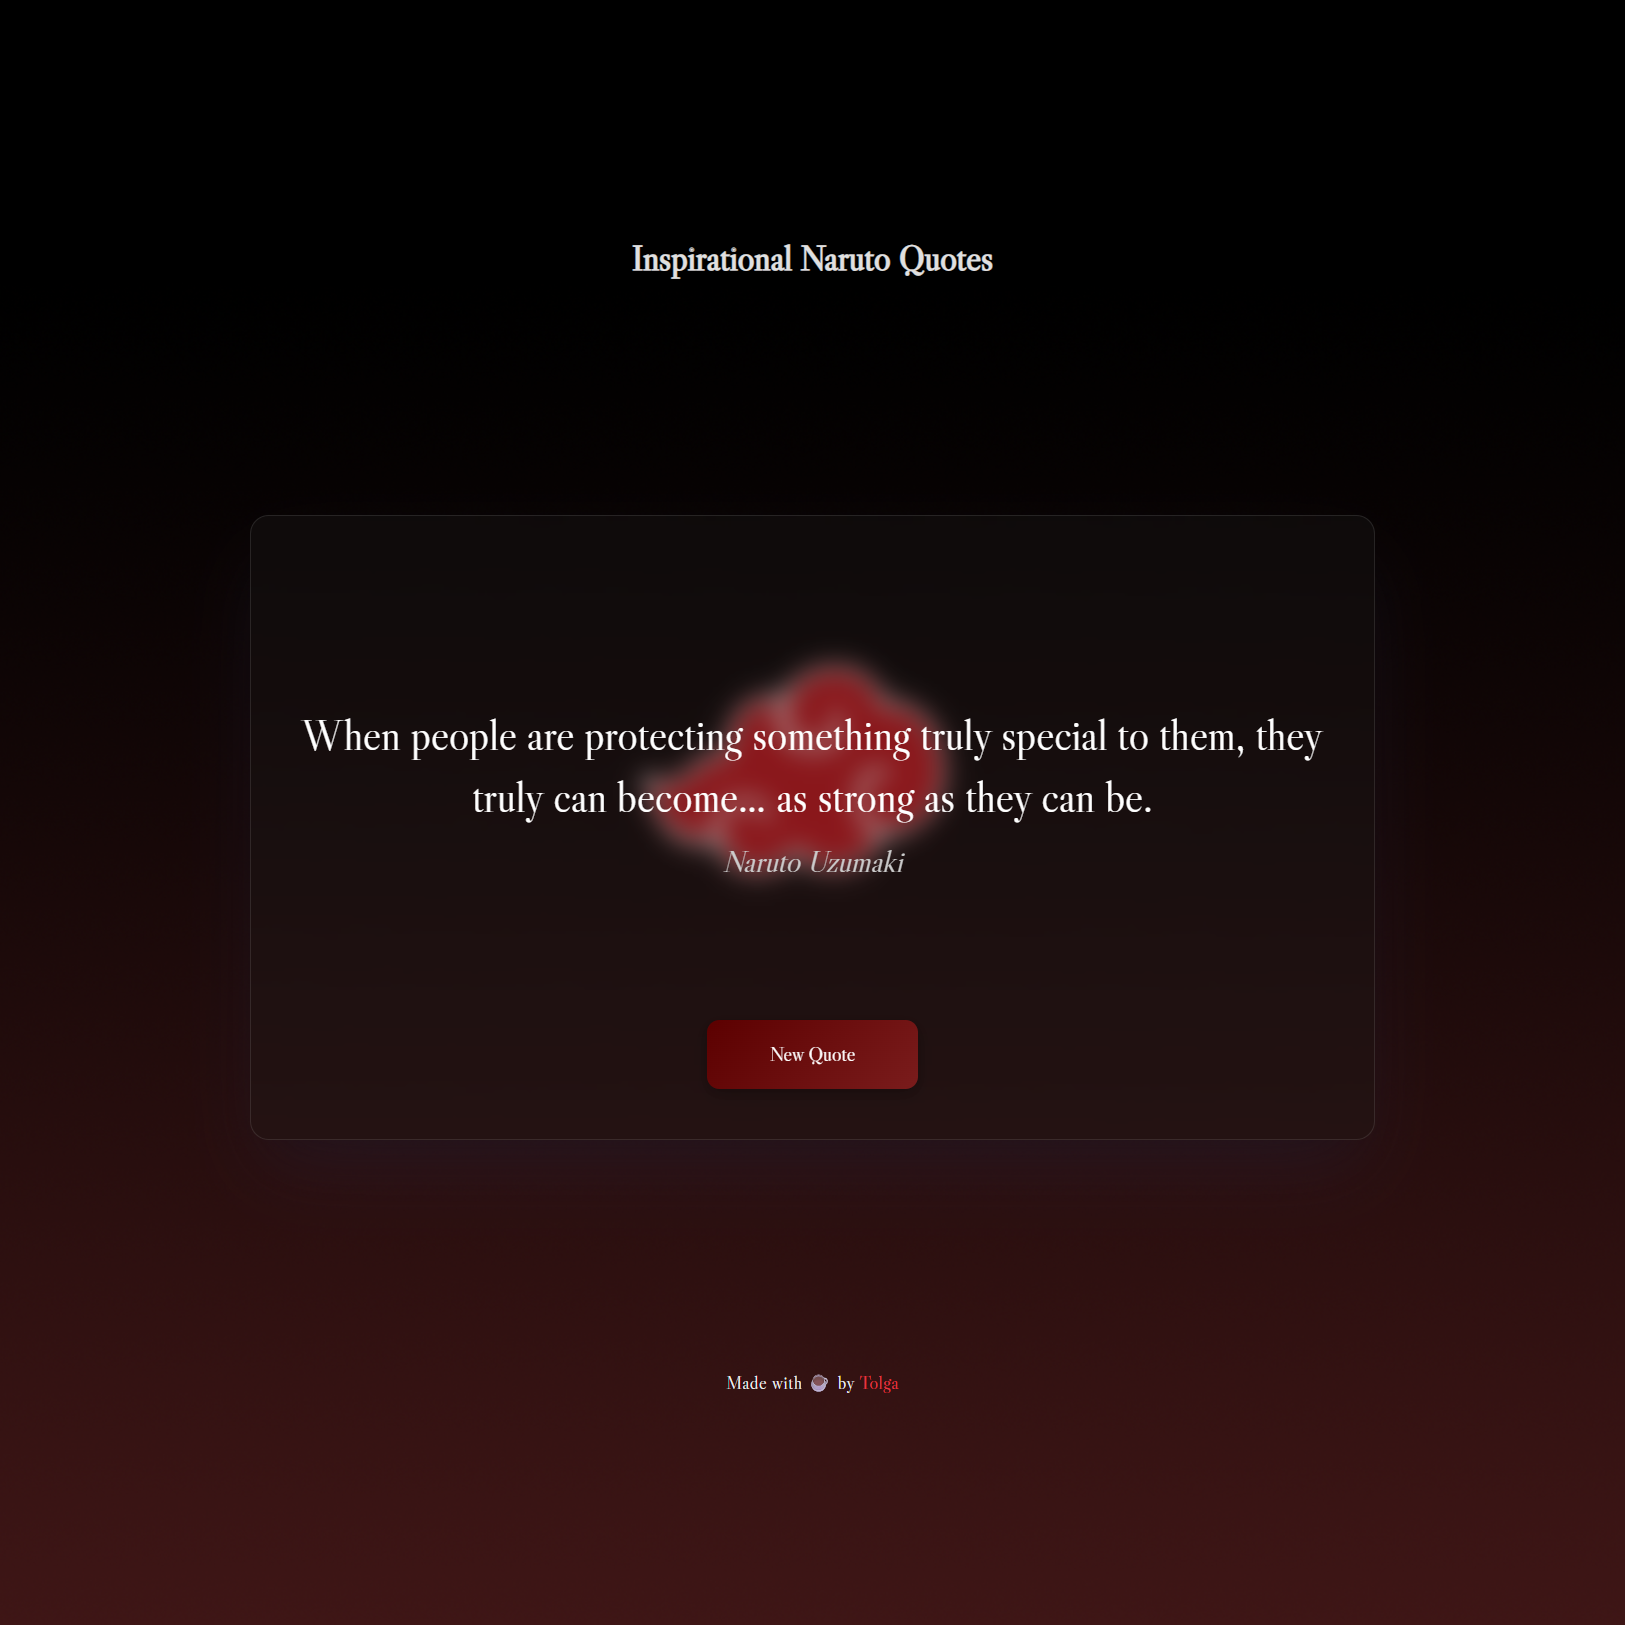 Inspirational Naruto Quotes
When people are protecting something truly special to them, they
truly can become... as strong as they can be.
Naruto Uzumaki
New Quote
Made with ☕ by Tolga